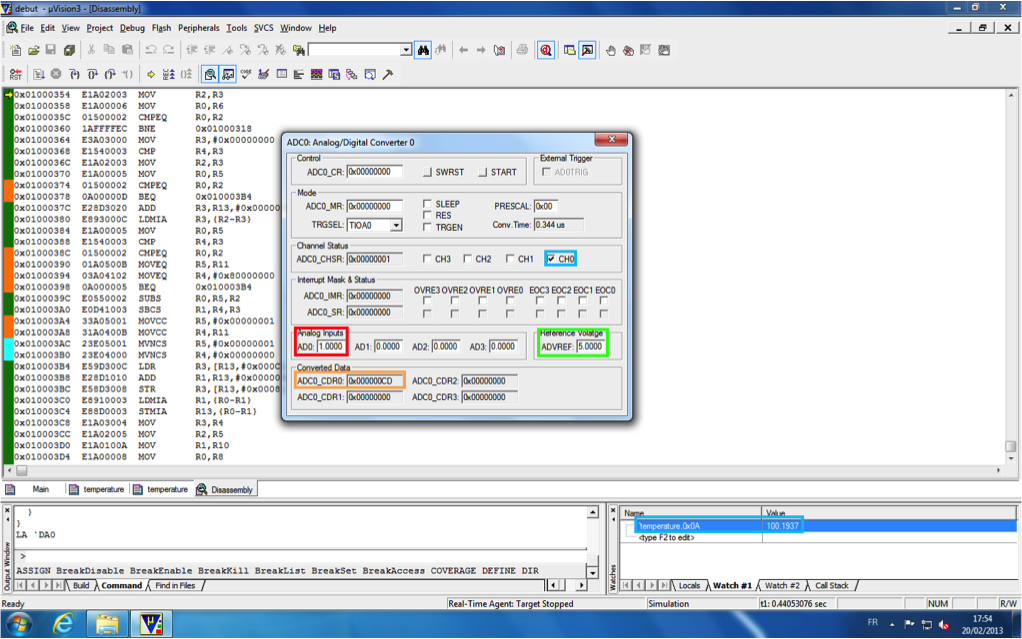 debut - µVision3 - [Disassembly]
File Edit View Project Debug Flash Peripherals Tools SVCS Window Help
0x01000354 E1A02003 MOV R2,R3
0x01000358 E1A00006 MOV R0,R6
0x0100035C 01500002 CMPEQ R0,R2
0x01000360 1AFFFFEC BNE 0x01000318
0x01000364 E3A03000 MOV R3,#0x00000000
0x01000368 E1540003 CMP R4,R3
0x0100036C E1A02003 MOV R2,R3
0x01000370 E1A00005 MOV R0,R5
0x01000374 01500002 CMPEQ R0,R2
0x01000378 0A00000D BEQ 0x010003B4
0x0100037C E28D3020 ADD R3,R13,#0x00000
0x01000380 E893000C LDMIA R3,{R2-R3}
0x01000384 E1A00005 MOV R0,R5
0x01000388 E1540003 CMP R4,R3
0x0100038C 01500002 CMPEQ R0,R2
0x01000390 01A0500B MOVEQ R5,R11
0x01000394 03A04102 MOVEQ R4,#0x80000000
0x01000398 0A000005 BEQ 0x010003B4
0x0100039C E0550002 SUBS R0,R5,R2
0x010003A0 E0D41003 SBCS R1,R4,R3
0x010003A4 33A05001 MOVCC R5,#0x00000001
0x010003A8 31A0400B MOVCC R4,R11
0x010003AC 23E05001 MVNCS R5,#0x00000001
0x010003B0 23E04000 MVNCS R4,#0x00000000
0x010003B4 E59D300C LDR R3,[R13,#0x000C
0x010003B8 E28D1010 ADD R1,R13,#0x00000
0x010003BC E58D3008 STR R3,[R13,#0x0008
0x010003C0 E8910003 LDMIA R1,{R0-R1}
0x010003C4 E88D0003 STMIA R13,{R0-R1}
0x010003C8 E1A03004 MOV R3,R4
0x010003CC E1A02005 MOV R2,R5
0x010003D0 E1A0100A MOV R1,R10
0x010003D4 E1A00008 MOV R0,R8
ADC0: Analog/Digital Converter 0
Control
ADC0_CR: 0x00000000 SWRST START
External Trigger
AD0TRIG
Mode
ADC0_MR: 0x00000000 SLEEP RES TRGEN PRESCAL: 0x00
TRGSEL: TIOA0 Conv.Time: 0.344 us
Channel Status
ADC0_CHSR: 0x00000001 CH3 CH2 CH1 CH0
Interrupt Mask & Status
OVRE3 OVRE2 OVRE1 OVRE0 EOC3 EOC2 EOC1 EOC0
ADC0_IMR: 0x00000000
ADC0_SR: 0x00000000
Analog Inputs
AD0: 1.0000 AD1: 0.0000 AD2: 0.0000 AD3: 0.0000
Reference Volatge
ADVREF: 5.0000
Converted Data
ADC0_CDR0: 0x000000CD ADC0_CDR2: 0x00000000
ADC0_CDR1: 0x00000000 ADC0_CDR3: 0x00000000
Main temperature temperature Disassembly
Output Window
}
}
LA `DA0
>
ASSIGN BreakDisable BreakEnable BreakKill BreakList BreakSet BreakAccess COVERAGE DEFINE DIR
Build Command Find in Files
Watches
Name Value
`temperature,0x0A 100.1937
<type F2 to edit>
Locals Watch #1 Watch #2 Call Stack
Ready Real-Time Agent: Target Stopped Simulation t1: 0.44053076 sec NUM R/W
FR 17:54
20/02/2013